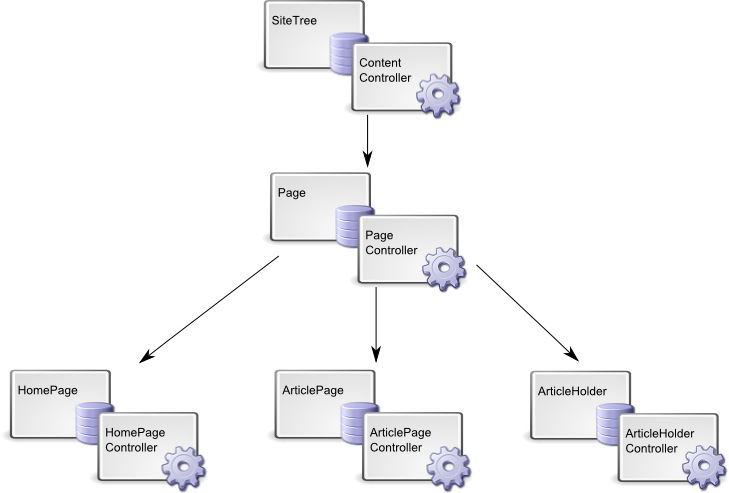 SiteTree
Content
Controller
Page
Page
Controller
HomePage
HomePage
Controller
ArticlePage
ArticlePage
Controller
ArticleHolder
ArticleHolder
Controller